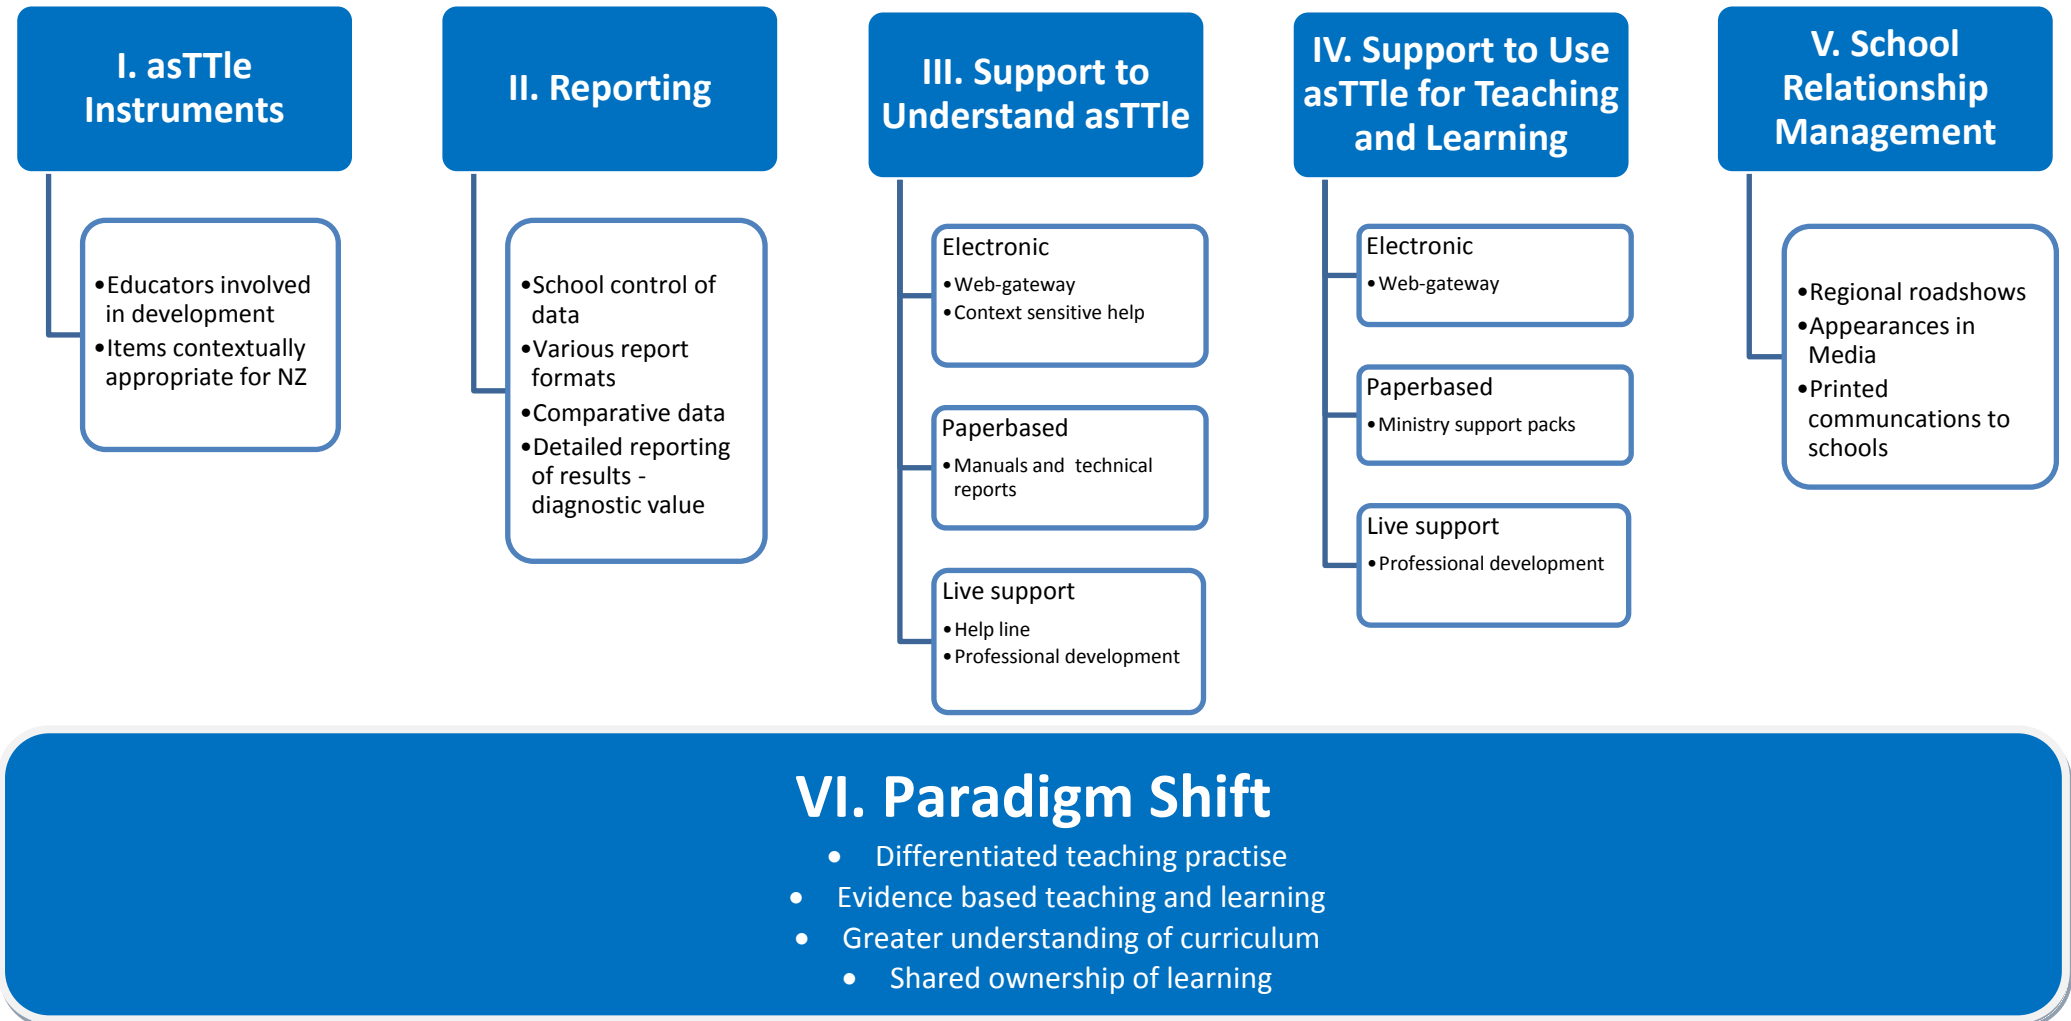 I. asTTle
Instruments
•Educators involved
in development
•Items contextually
appropriate for NZ
II. Reporting
•School control of
data
•Various report
formats
•Comparative data
•Detailed reporting
of results -
diagnostic value
III. Support to
Understand asTTle
Electronic
•Web-gateway
•Context sensitive help
Paperbased
•Manuals and technical
reports
Live support
•Help line
•Professional development
IV. Support to Use
asTTle for Teaching
and Learning
Electronic
•Web-gateway
Paperbased
•Ministry support packs
Live support
•Professional development
V. School
Relationship
Management
•Regional roadshows
•Appearances in
Media
•Printed
communcations to
schools
VI. Paradigm Shift
• Differentiated teaching practise
• Evidence based teaching and learning
• Greater understanding of curriculum
• Shared ownership of learning